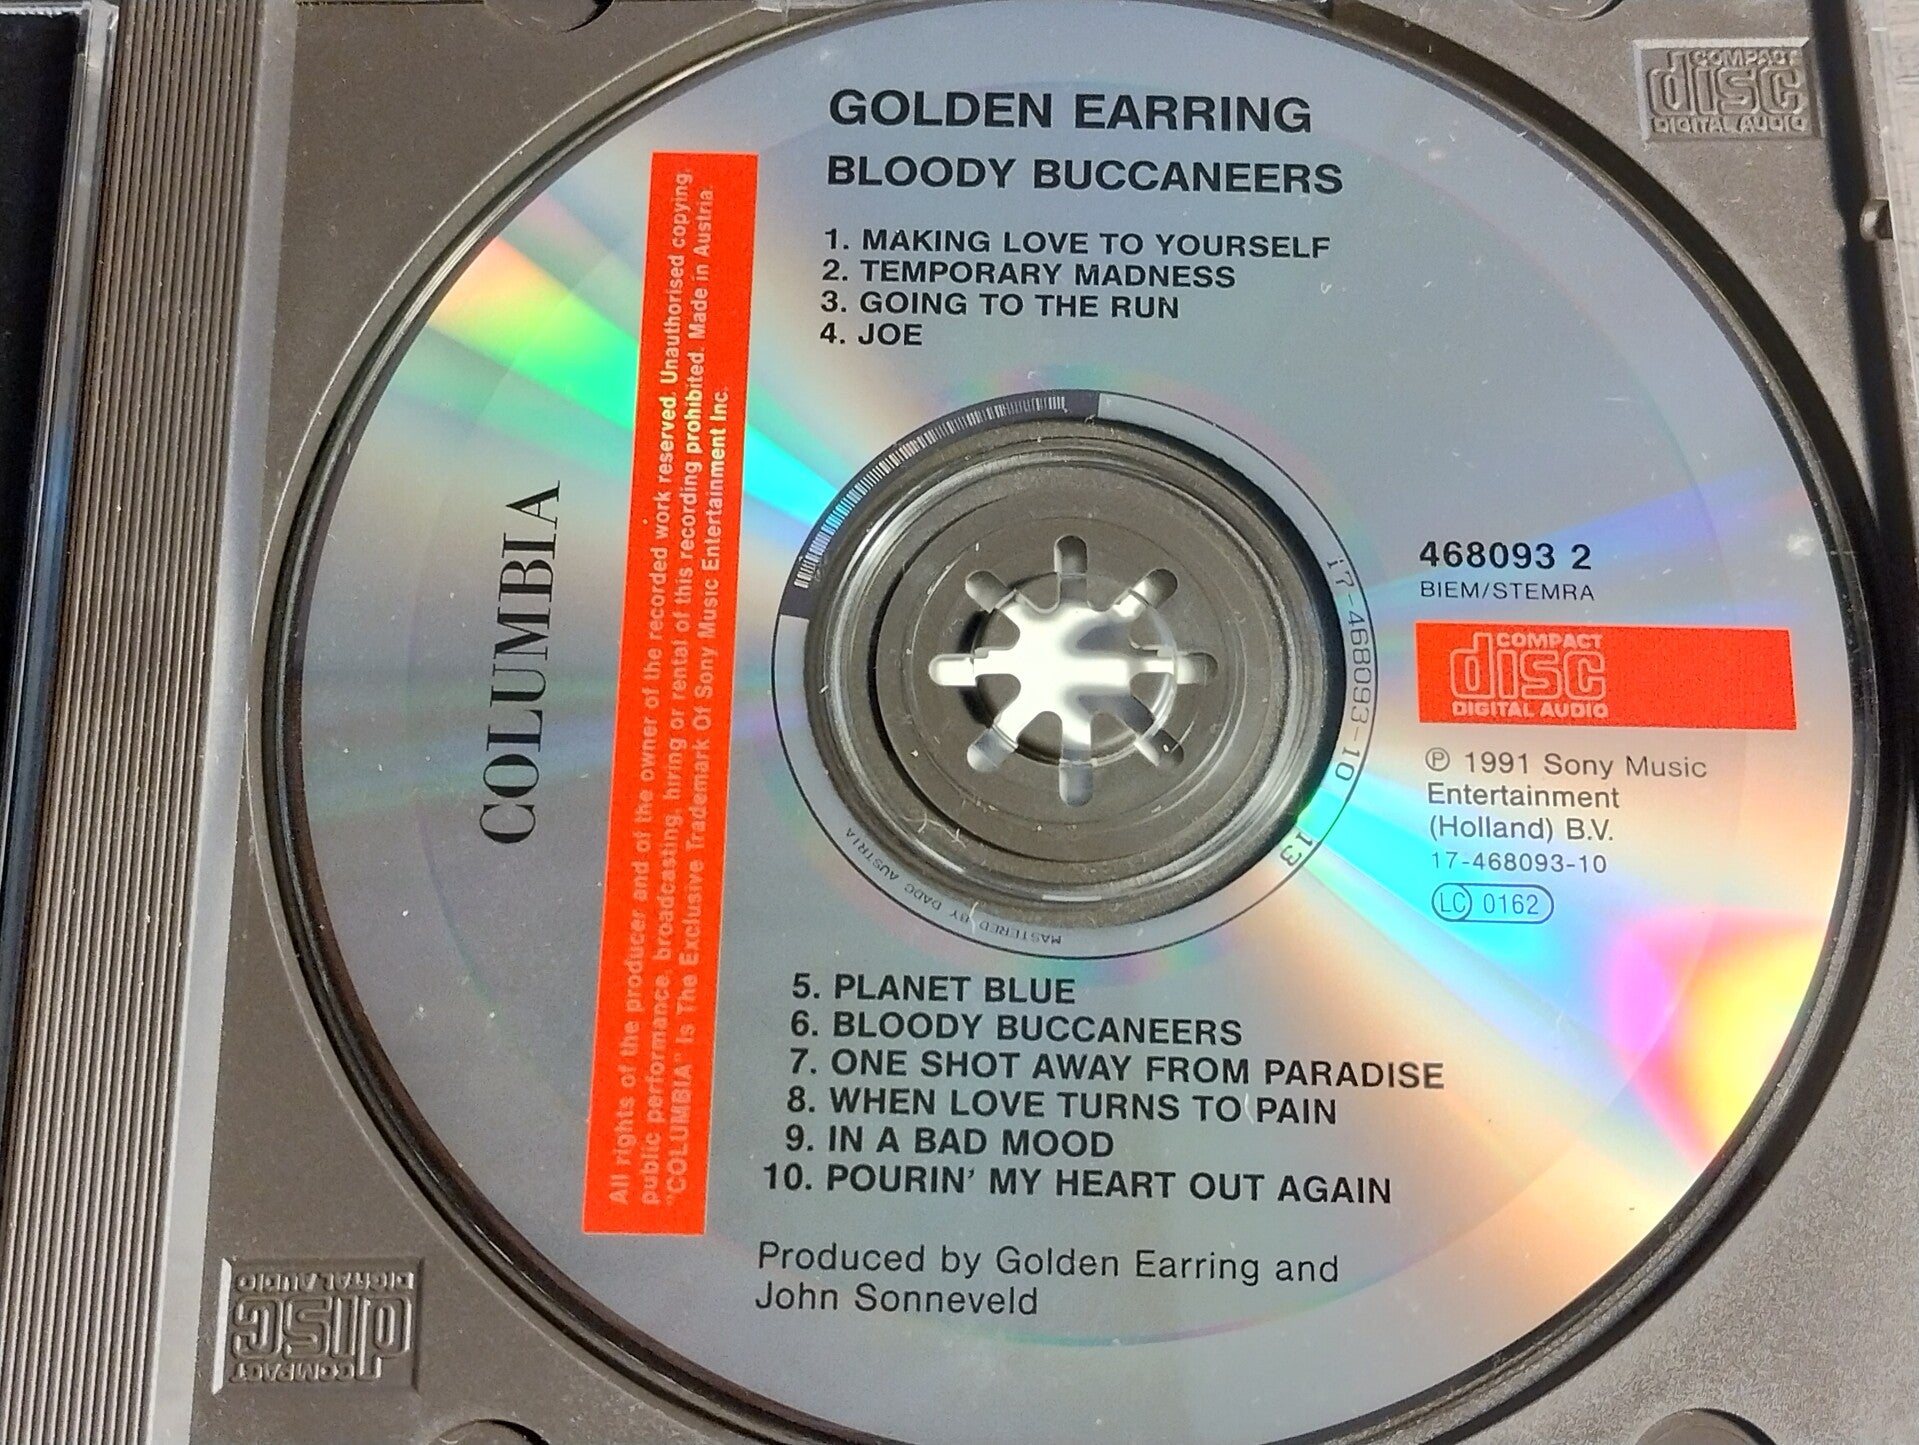 GOLDEN EARRING
BLOODY BUCCANEERS
1. MAKING LOVE TO YOURSELF
2. TEMPORARY MADNESS
3. GOING TO THE RUN
4. JOE
COLUMBIA
All rights of the producer and of the owner of the recorded work reserved. Unauthorised copying,
public performance, broadcasting, hiring or rental of this recording prohibited. Made in Austria.
"COLUMBIA" Is The Exclusive Trademark Of Sony Music Entertainment Inc.
468093 2
BIEM/STEMRA
COMPACT
disc
DIGITAL AUDIO
℗ 1991 Sony Music
Entertainment
(Holland) B.V.
17-468093-10
LC 0162
17-468093-10
13
MASTERED BY DADC AUSTRIA
5. PLANET BLUE
6. BLOODY BUCCANEERS
7. ONE SHOT AWAY FROM PARADISE
8. WHEN LOVE TURNS TO PAIN
9. IN A BAD MOOD
10. POURIN' MY HEART OUT AGAIN
Produced by Golden Earring and
John Sonneveld
COMPACT
disc
DIGITAL AUDIO
COMPACT
disc
DIGITAL AUDIO